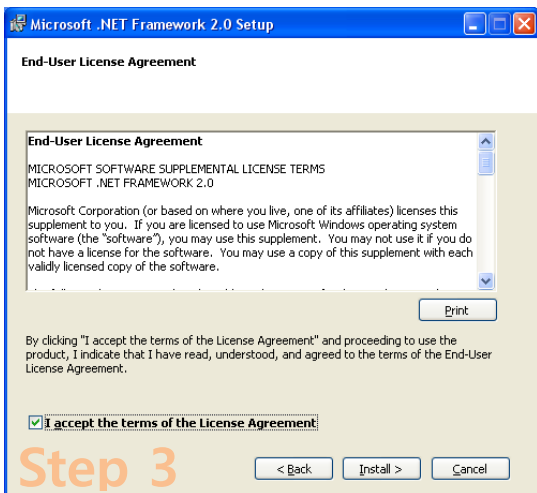 Microsoft .NET Framework 2.0 Setup
End-User License Agreement
End-User License Agreement
MICROSOFT SOFTWARE SUPPLEMENTAL LICENSE TERMS
MICROSOFT .NET FRAMEWORK 2.0
Microsoft Corporation (or based on where you live, one of its affiliates) licenses this
supplement to you.  If you are licensed to use Microsoft Windows operating system
software (the “software”), you may use this supplement.  You may not use it if you do
not have a license for the software.  You may use a copy of this supplement with each
validly licensed copy of the software.
Print
By clicking "I accept the terms of the License Agreement" and proceeding to use the
product, I indicate that I have read, understood, and agreed to the terms of the End-User
License Agreement.
I accept the terms of the License Agreement
Step 3
< Back
Install >
Cancel